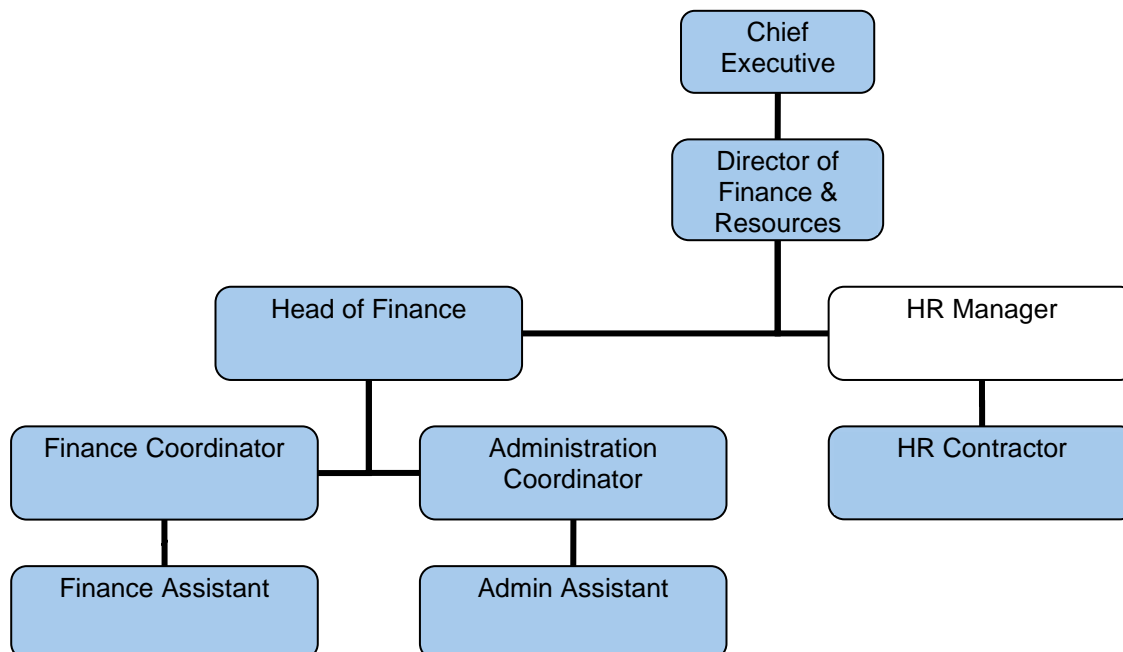 Chief
Executive
Director of
Finance &
Resources
Head of Finance
HR Manager
Finance Coordinator
Administration
Coordinator
HR Contractor
Finance Assistant
Admin Assistant